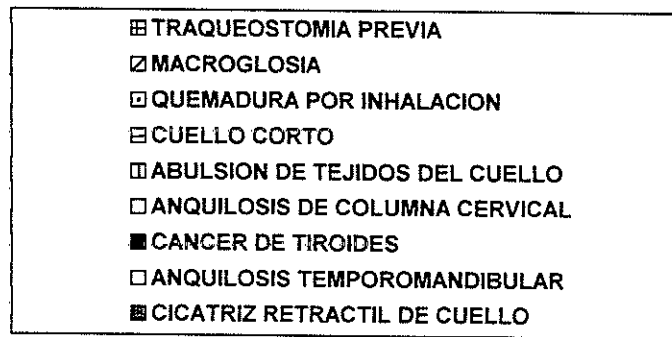 TRAQUEOSTOMIA PREVIA
MACROGLOSIA
QUEMADURA POR INHALACION
CUELLO CORTO
ABULSION DE TEJIDOS DEL CUELLO
ANQUILOSIS DE COLUMNA CERVICAL
CANCER DE TIROIDES
ANQUILOSIS TEMPOROMANDIBULAR
CICATRIZ RETRACTIL DE CUELLO